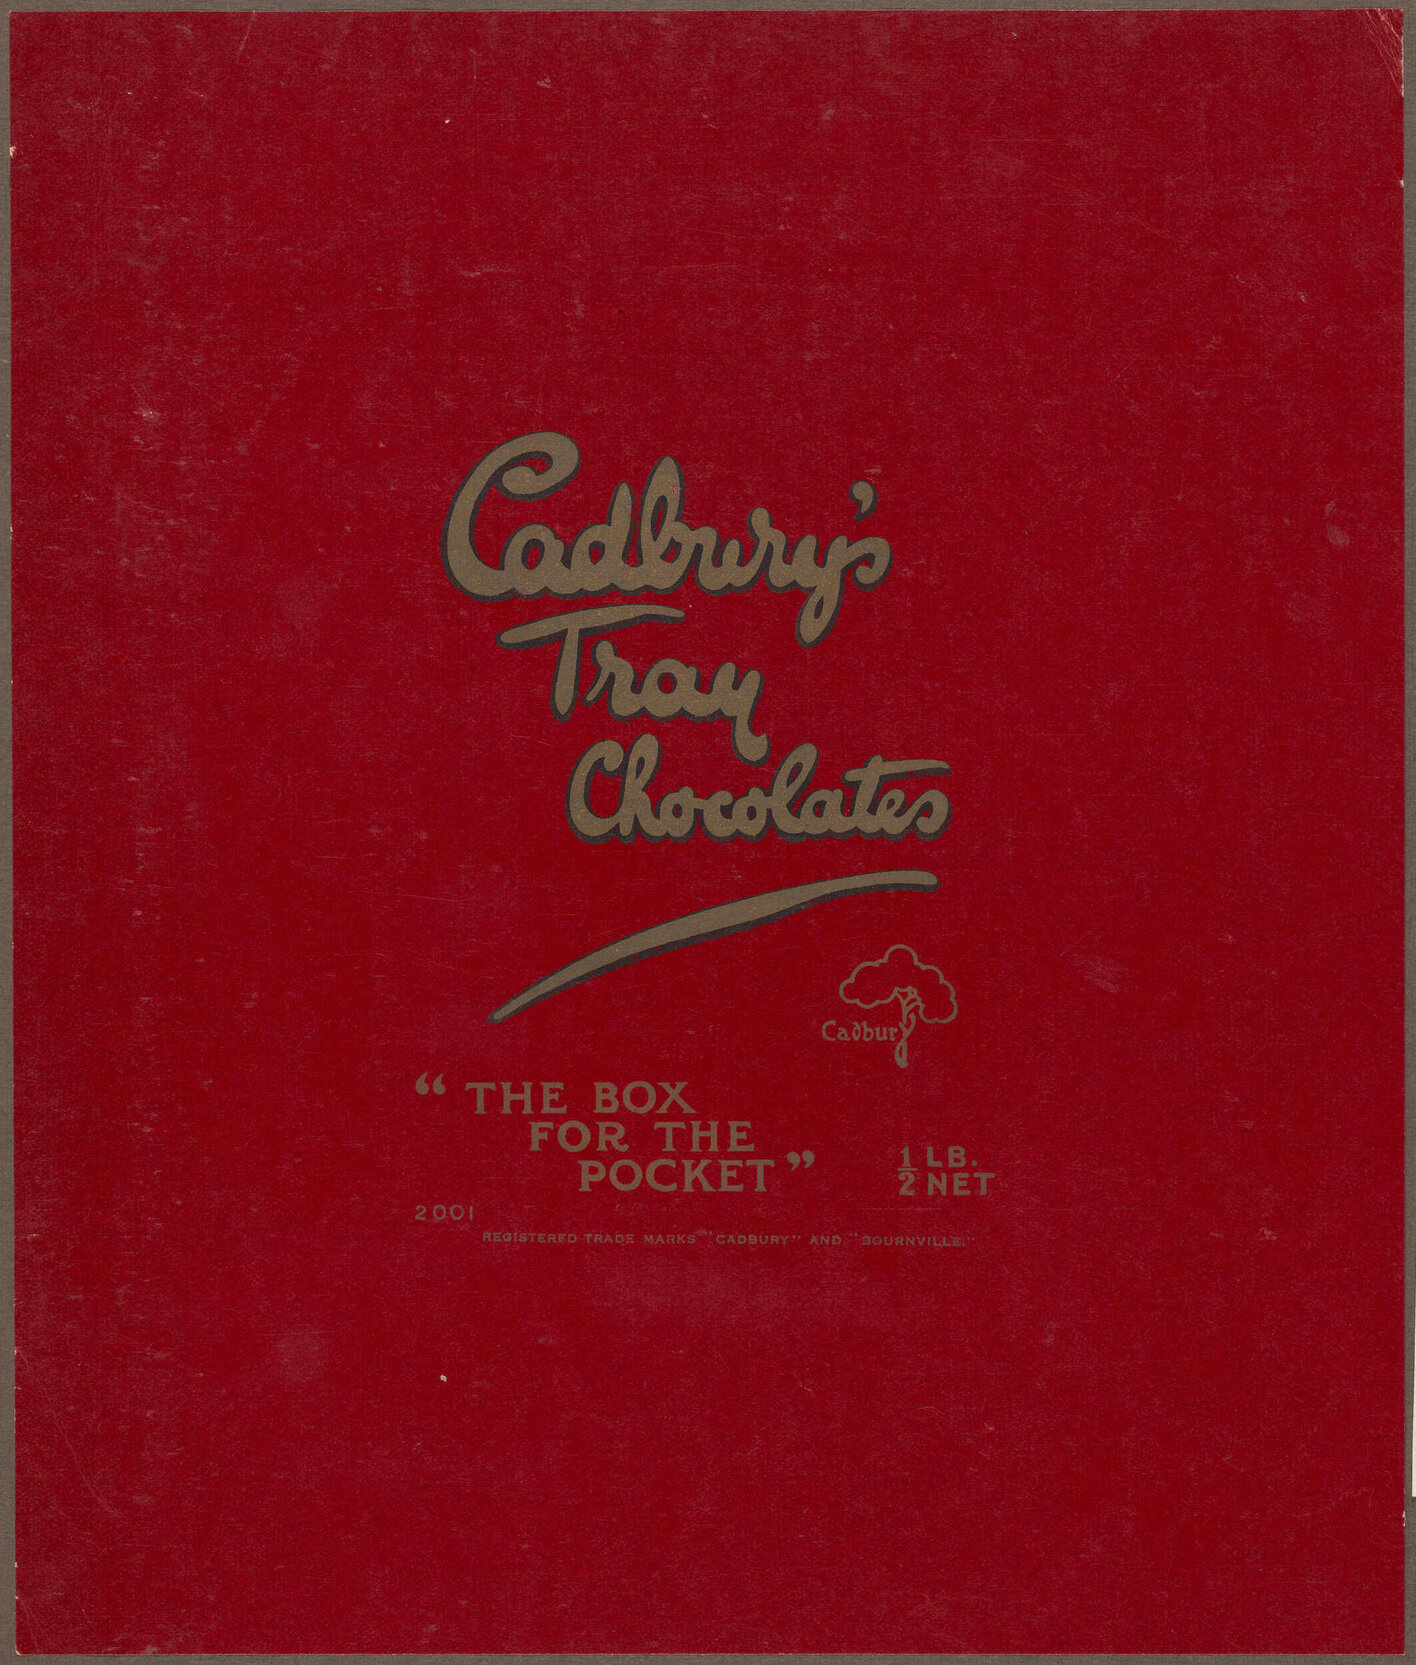 Cadbury's
Tray
Chocolates
Cadbury
“ THE BOX
FOR THE
POCKET ”
1/2 LB.
NET
2001
REGISTERED TRADE MARKS "CADBURY" AND "BOURNVILLE."